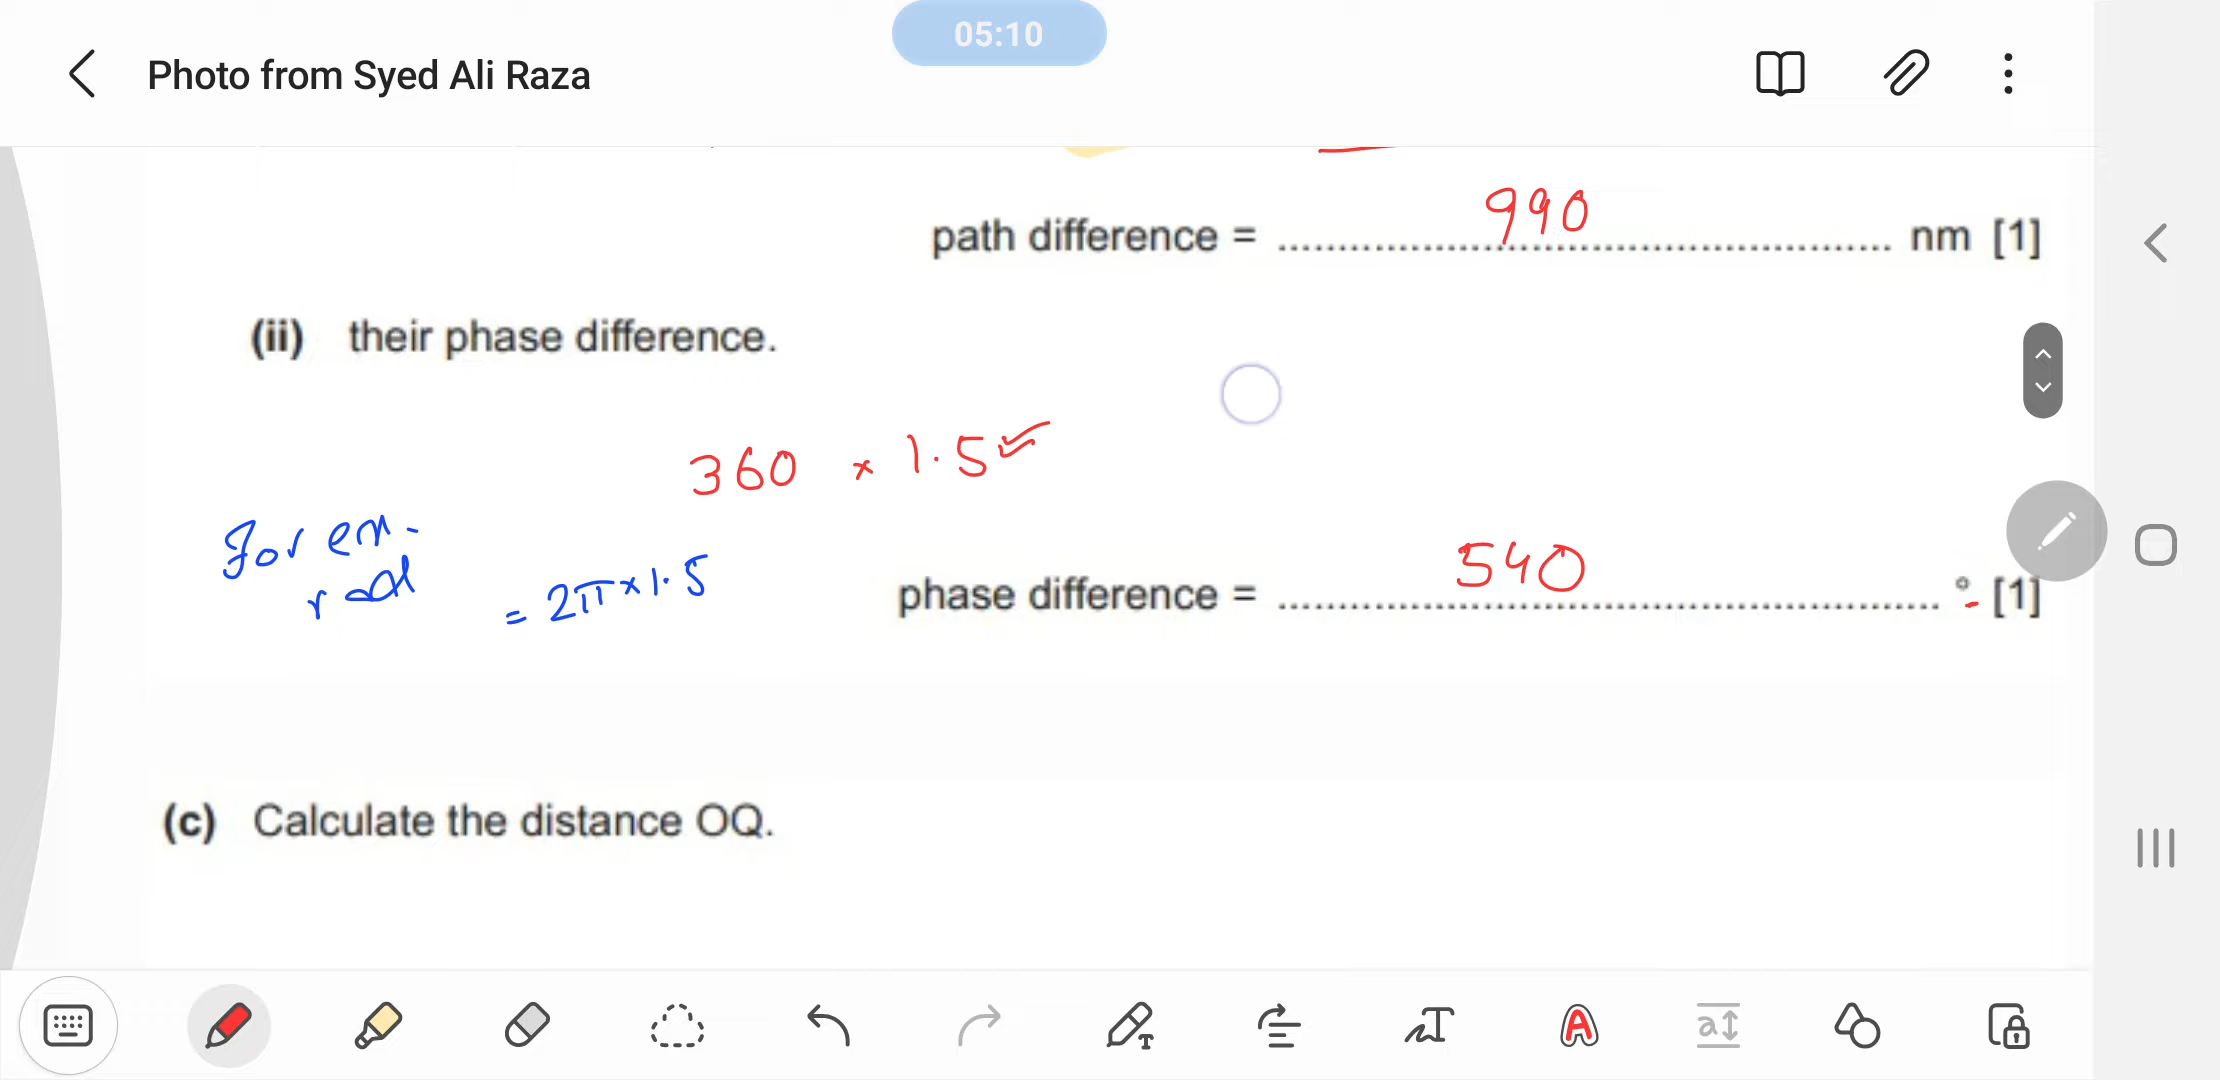 05:10
Photo from Syed Ali Raza
990
path difference = ........................ nm [1]
(ii) their phase difference.
360 × 1.5
For ex.
rad
= 2π × 1.5
540
phase difference = ........................ ° [1]
(c) Calculate the distance OQ.